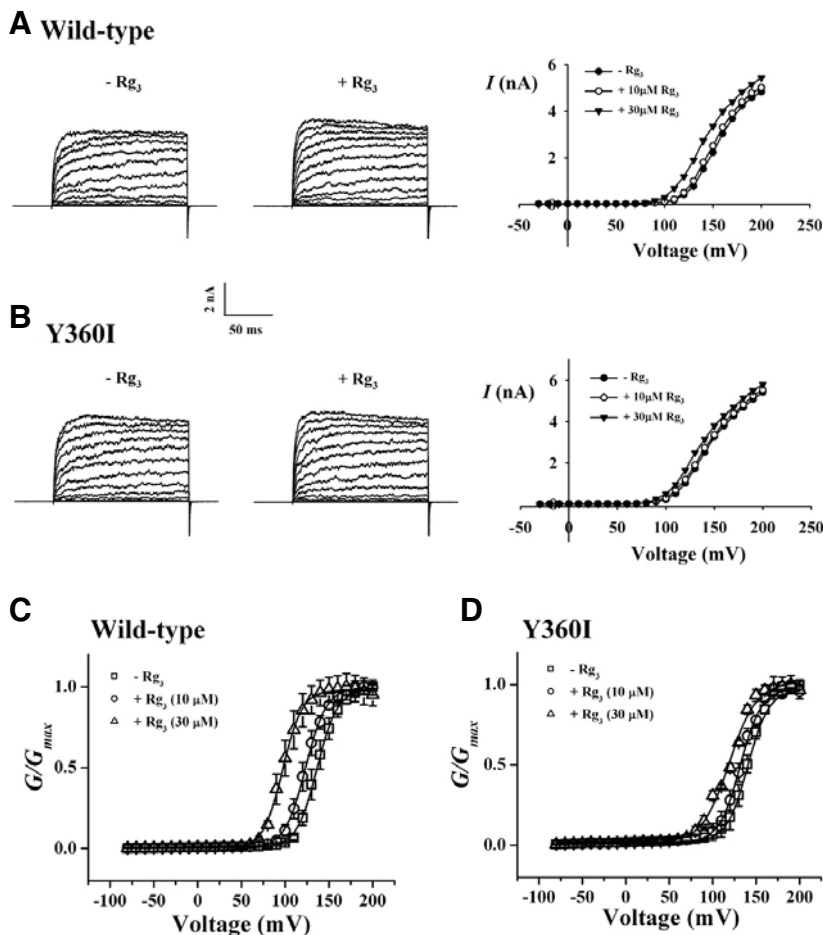 A
Wild-type
- Rg₃
+ Rg₃
I (nA)
- Rg₃
+ 10μM Rg₃
+ 30μM Rg₃
6
4
2
-50 0 50 100 150 200
Voltage (mV)
2 nA
50 ms
B
Y360I
- Rg₃
+ Rg₃
I (nA)
- Rg₃
+ 10μM Rg₃
+ 30μM Rg₃
6
4
2
-50 0 50 100 150 200
Voltage (mV)
C
Wild-type
- Rg₃
+ Rg₃ (10 μM)
+ Rg₃ (30 μM)
G/Gmax
1.0
0.5
0.0
-100 -50 0 50 100 150 200
Voltage (mV)
D
Y360I
- Rg₃
+ Rg₃ (10 μM)
+ Rg₃ (30 μM)
G/Gmax
1.0
0.5
0.0
-100 -50 0 50 100 150 200
Voltage (mV)